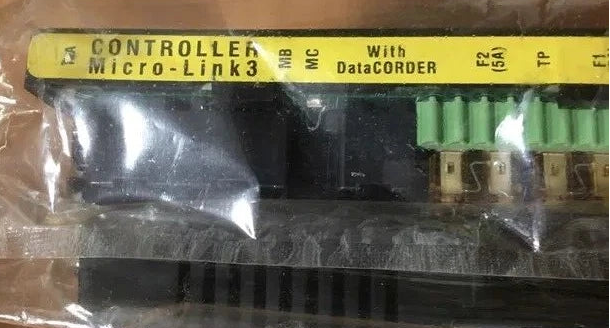 CONTROLLER
Micro-Link3
MB
MC
With
DataCORDER
F2
(5A)
TP
F1